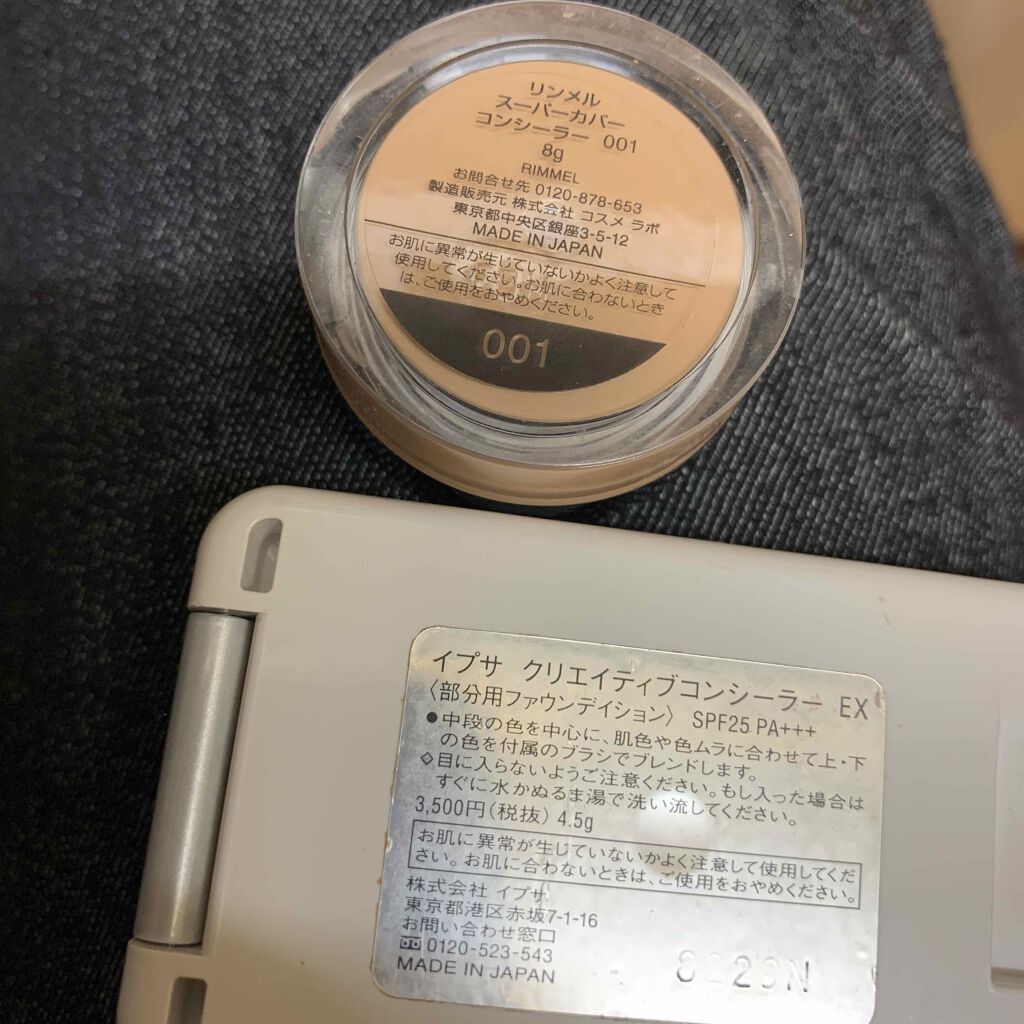 リンメル
スーパーカバー
コンシーラー 001
8g
RIMMEL
お問合せ先 0120-878-653
製造販売元 株式会社 コスメ ラボ
東京都中央区銀座3-5-12
MADE IN JAPAN
お肌に異常が生じていないかよく注意して
使用してください。お肌に合わないとき
は、ご使用をおやめください。
001
イプサ クリエイティブコンシーラー EX
〈部分用ファウンデイション〉 SPF25 PA+++
●中段の色を中心に、肌色や色ムラに合わせて上・下
の色を付属のブラシでブレンドします。
◇目に入らないようご注意ください。もし入った場合は
すぐに水かぬるま湯で洗い流してください。
3,500円(税抜) 4.5g
お肌に異常が生じていないかよく注意して使用してくだ
さい。お肌に合わないときは、ご使用をおやめください。
株式会社 イプサ
東京都港区赤坂7-1-16
お問い合わせ窓口
0120-523-543
MADE IN JAPAN